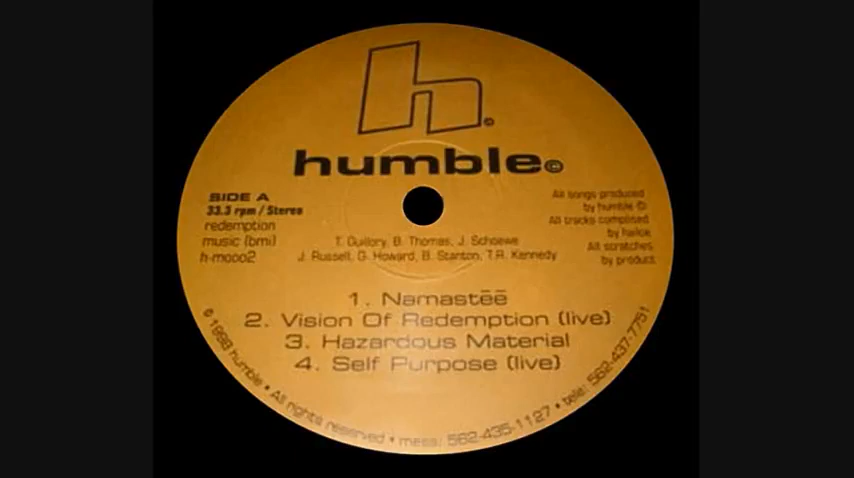 h.©
humble©
SIDE A
33.3 rpm / Stereo
redemption
music (bmi)
h-mooo2
T. Guillory, B. Thomas, J. Schoewe
J. Russell, G. Howard, B. Stanton, T.R. Kennedy
All songs produced
by humble ©
All tracks complised
by
All scratches
by product
1. Namastēē
2. Vision Of Redemption (live)
3. Hazardous Material
4. Self Purpose (live)
© 1998 humble • All rights reserved • mess: 562-435-1127 • tele: 562-437-7751